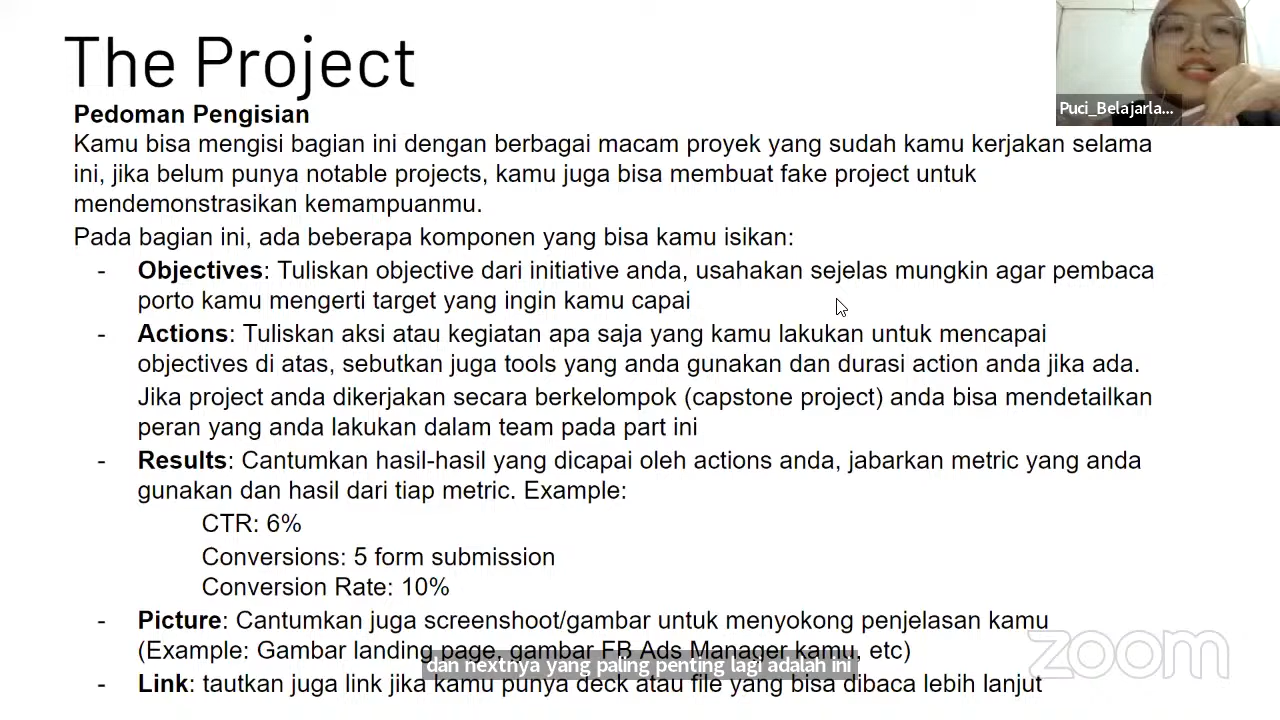 The Project
Pedoman Pengisian
Puci_Belajarla...
Kamu bisa mengisi bagian ini dengan berbagai macam proyek yang sudah kamu kerjakan selama
ini, jika belum punya notable projects, kamu juga bisa membuat fake project untuk
mendemonstrasikan kemampuanmu.
Pada bagian ini, ada beberapa komponen yang bisa kamu isikan:
- Objectives: Tuliskan objective dari initiative anda, usahakan sejelas mungkin agar pembaca
porto kamu mengerti target yang ingin kamu capai
- Actions: Tuliskan aksi atau kegiatan apa saja yang kamu lakukan untuk mencapai
objectives di atas, sebutkan juga tools yang anda gunakan dan durasi action anda jika ada.
Jika project anda dikerjakan secara berkelompok (capstone project) anda bisa mendetailkan
peran yang anda lakukan dalam team pada part ini
- Results: Cantumkan hasil-hasil yang dicapai oleh actions anda, jabarkan metric yang anda
gunakan dan hasil dari tiap metric. Example:
CTR: 6%
Conversions: 5 form submission
Conversion Rate: 10%
- Picture: Cantumkan juga screenshoot/gambar untuk menyokong penjelasan kamu
(Example: Gambar landing page, gambar FB Ads Manager kamu, etc)
dan nextnya yang paling penting lagi adalah ini
- Link: tautkan juga link jika kamu punya deck atau file yang bisa dibaca lebih lanjut
zoom